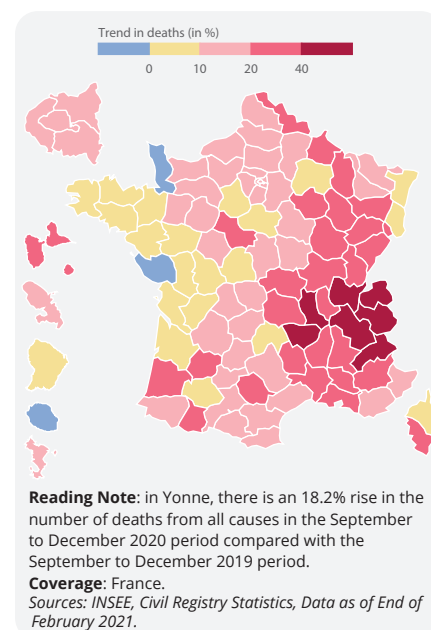 Trend in deaths (in %)
0 10 20 40
Reading Note: in Yonne, there is an 18.2% rise in the
number of deaths from all causes in the September
to December 2020 period compared with the
September to December 2019 period.
Coverage: France.
Sources: INSEE, Civil Registry Statistics, Data as of End of
February 2021.